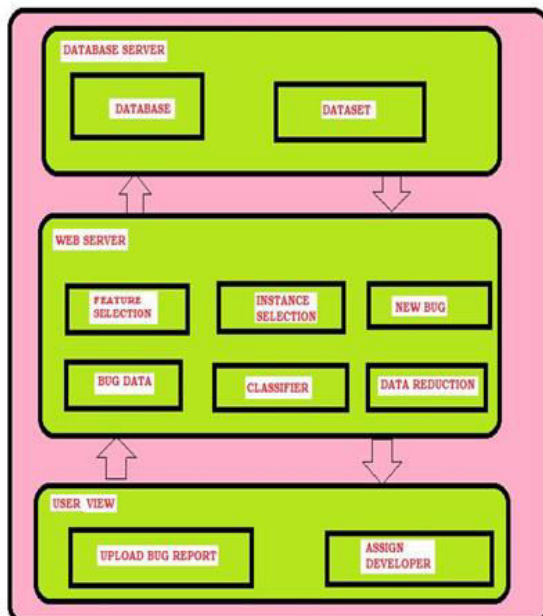 DATABASE SERVER
DATABASE
DATASET
WEB SERVER
FEATURE
SELECTION
INSTANCE
SELECTION
NEW BUG
BUG DATA
CLASSIFIER
DATA REDUCTION
USER VIEW
UPLOAD BUG REPORT
ASSIGN
DEVELOPER